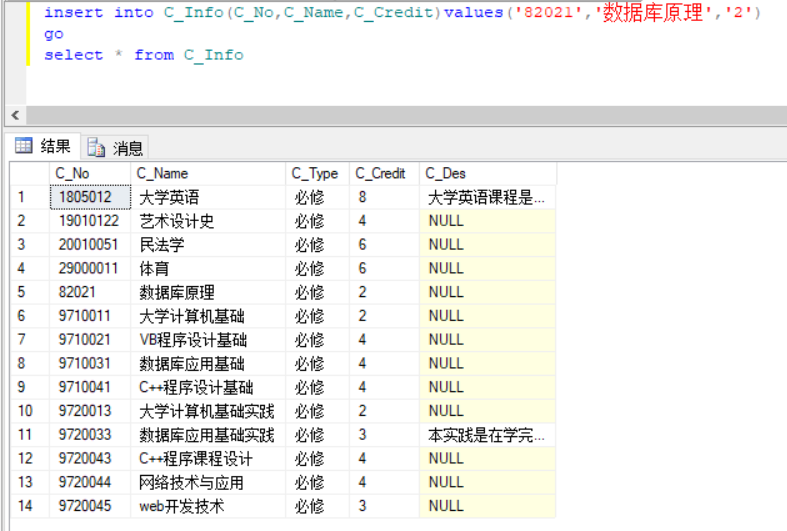 insert into C_Info(C_No,C_Name,C_Credit)values('82021','数据库原理','2')
go
select * from C_Info
结果 消息
C_No C_Name C_Type C_Credit C_Des
1 1805012 大学英语 必修 8 大学英语课程是...
2 19010122 艺术设计史 必修 4 NULL
3 20010051 民法学 必修 6 NULL
4 29000011 体育 必修 6 NULL
5 82021 数据库原理 必修 2 NULL
6 9710011 大学计算机基础 必修 2 NULL
7 9710021 VB程序设计基础 必修 4 NULL
8 9710031 数据库应用基础 必修 4 NULL
9 9710041 C++程序设计基础 必修 4 NULL
10 9720013 大学计算机基础实践 必修 2 NULL
11 9720033 数据库应用基础实践 必修 3 本实践是在学完...
12 9720043 C++程序课程设计 必修 4 NULL
13 9720044 网络技术与应用 必修 4 NULL
14 9720045 web开发技术 必修 3 NULL